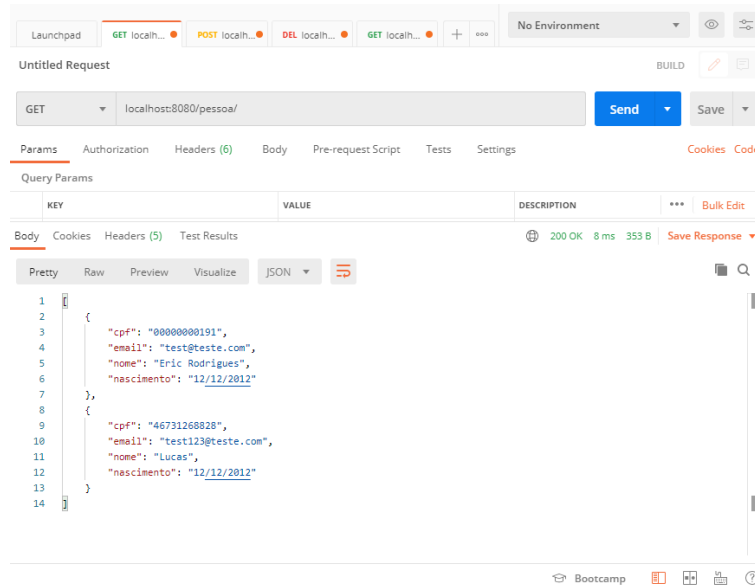 Launchpad GET localh... POST localh... DEL localh... GET localh... No Environment
Untitled Request BUILD
GET localhost:8080/pessoa/ Send Save
Params Authorization Headers (6) Body Pre-request Script Tests Settings Cookies Code
Query Params
KEY VALUE DESCRIPTION ••• Bulk Edit
Body Cookies Headers (5) Test Results 200 OK 8 ms 353 B Save Response
Pretty Raw Preview Visualize JSON
1 [
2 {
3 "cpf": "00000000191",
4 "email": "test@teste.com",
5 "nome": "Eric Rodrigues",
6 "nascimento": "12/12/2012"
7 },
8 {
9 "cpf": "46731268828",
10 "email": "test123@teste.com",
11 "nome": "Lucas",
12 "nascimento": "12/12/2012"
13 }
14 ]
Bootcamp